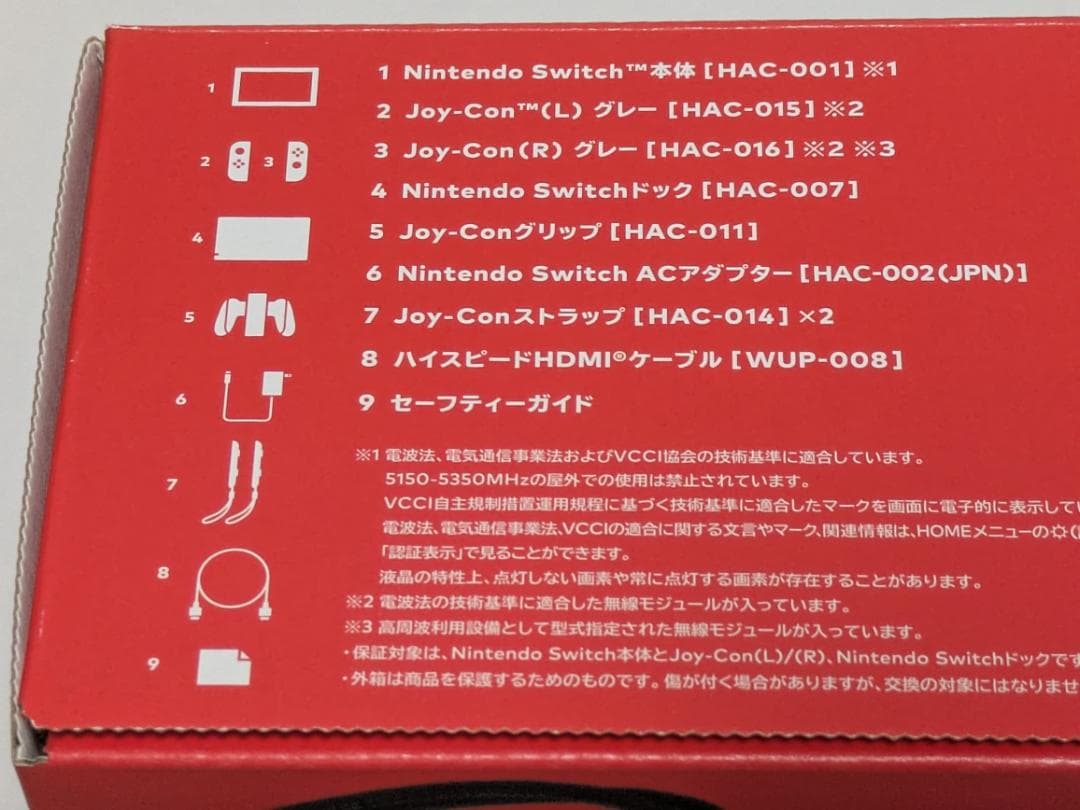 1 Nintendo Switch™本体[HAC-001]※1
2 Joy-Con™(L) グレー[HAC-015]※2
3 Joy-Con(R) グレー[HAC-016]※2 ※3
4 Nintendo Switchドック[HAC-007]
5 Joy-Conグリップ[HAC-011]
6 Nintendo Switch ACアダプター[HAC-002(JPN)]
7 Joy-Conストラップ[HAC-014]×2
8 ハイスピードHDMI®ケーブル[WUP-008]
9 セーフティーガイド
1
2 3
4
5
6
7
8
9
※1 電波法、電気通信事業法およびVCCI協会の技術基準に適合しています。
5150-5350MHzの屋外での使用は禁止されています。
VCCI自主規制措置運用規程に基づく技術基準に適合したマークを画面に電子的に表示してい
電波法、電気通信事業法、VCCIの適合に関する文言やマーク、関連情報は、HOMEメニューの
「認証表示」で見ることができます。
液晶の特性上、点灯しない画素や常に点灯する画素が存在することがあります。
※2 電波法の技術基準に適合した無線モジュールが入っています。
※3 高周波利用設備として型式指定された無線モジュールが入っています。
・保証対象は、Nintendo Switch本体とJoy-Con(L)/(R)、Nintendo Switchドックです
・外箱は商品を保護するためのものです。傷が付く場合がありますが、交換の対象にはなりませ